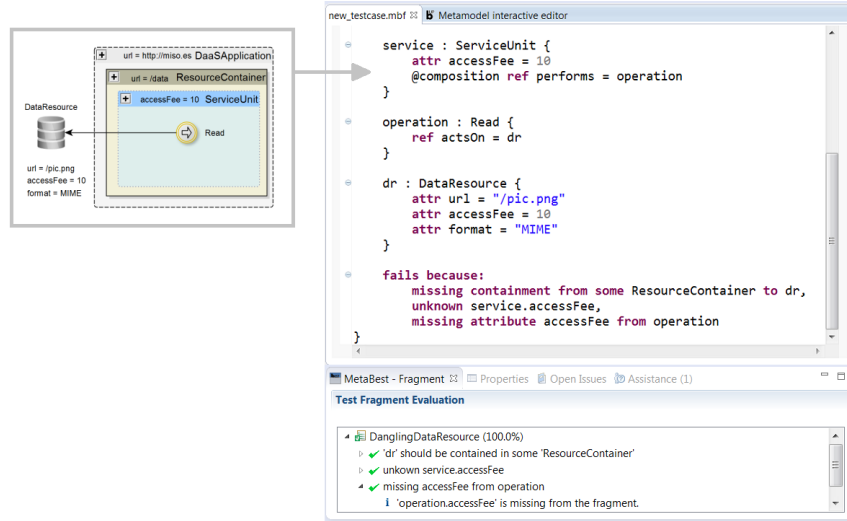 url = http://miso.es DaaSApplication
url = /data ResourceContainer
accessFee = 10 ServiceUnit
DataResource
Read
url = /pic.png
accessFee = 10
format = MIME
new_testcase.mbf Metamodel interactive editor
service : ServiceUnit {
attr accessFee = 10
@composition ref performs = operation
}
operation : Read {
ref actsOn = dr
}
dr : DataResource {
attr url = "/pic.png"
attr accessFee = 10
attr format = "MIME"
}
fails because:
missing containment from some ResourceContainer to dr,
unknown service.accessFee,
missing attribute accessFee from operation
}
MetaBest - Fragment Properties Open Issues Assistance (1)
Test Fragment Evaluation
DanglingDataResource (100.0%)
'dr' should be contained in some 'ResourceContainer'
unkown service.accessFee
missing accessFee from operation
'operation.accessFee' is missing from the fragment.